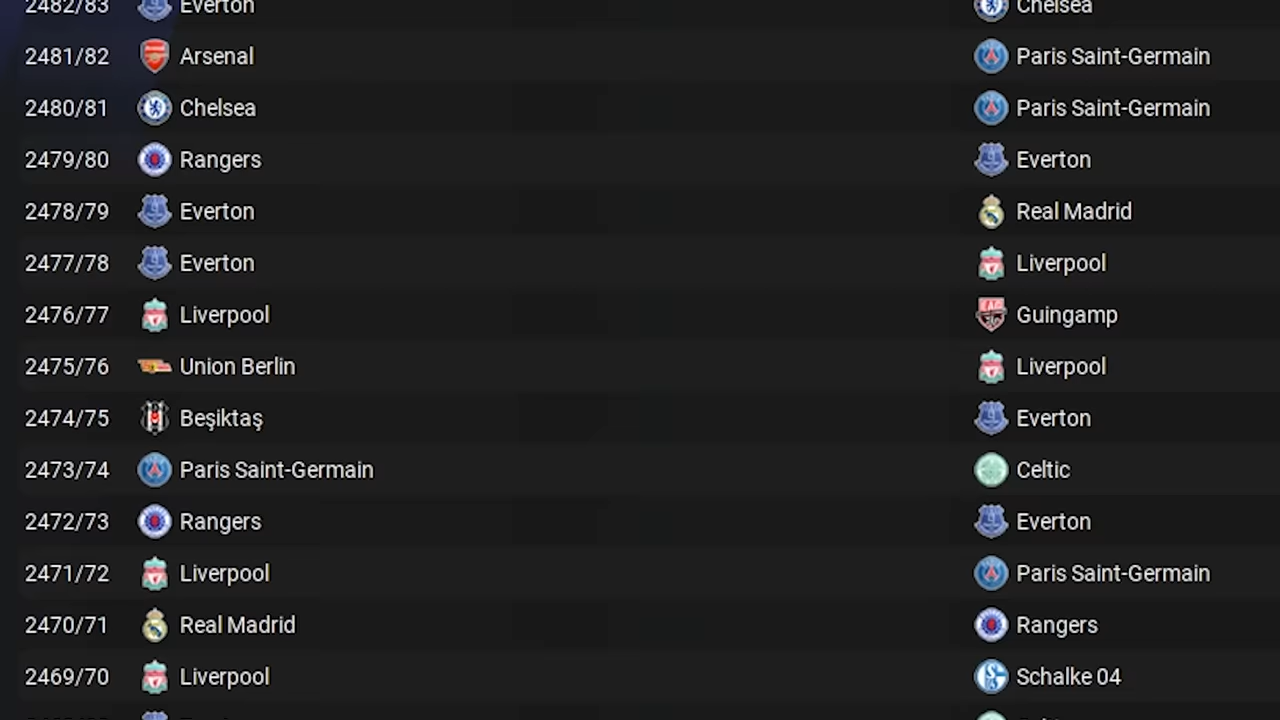 2482/83 Everton Chelsea
2481/82 Arsenal Paris Saint-Germain
2480/81 Chelsea Paris Saint-Germain
2479/80 Rangers Everton
2478/79 Everton Real Madrid
2477/78 Everton Liverpool
2476/77 Liverpool Guingamp
2475/76 Union Berlin Liverpool
2474/75 Beşiktaş Everton
2473/74 Paris Saint-Germain Celtic
2472/73 Rangers Everton
2471/72 Liverpool Paris Saint-Germain
2470/71 Real Madrid Rangers
2469/70 Liverpool Schalke 04